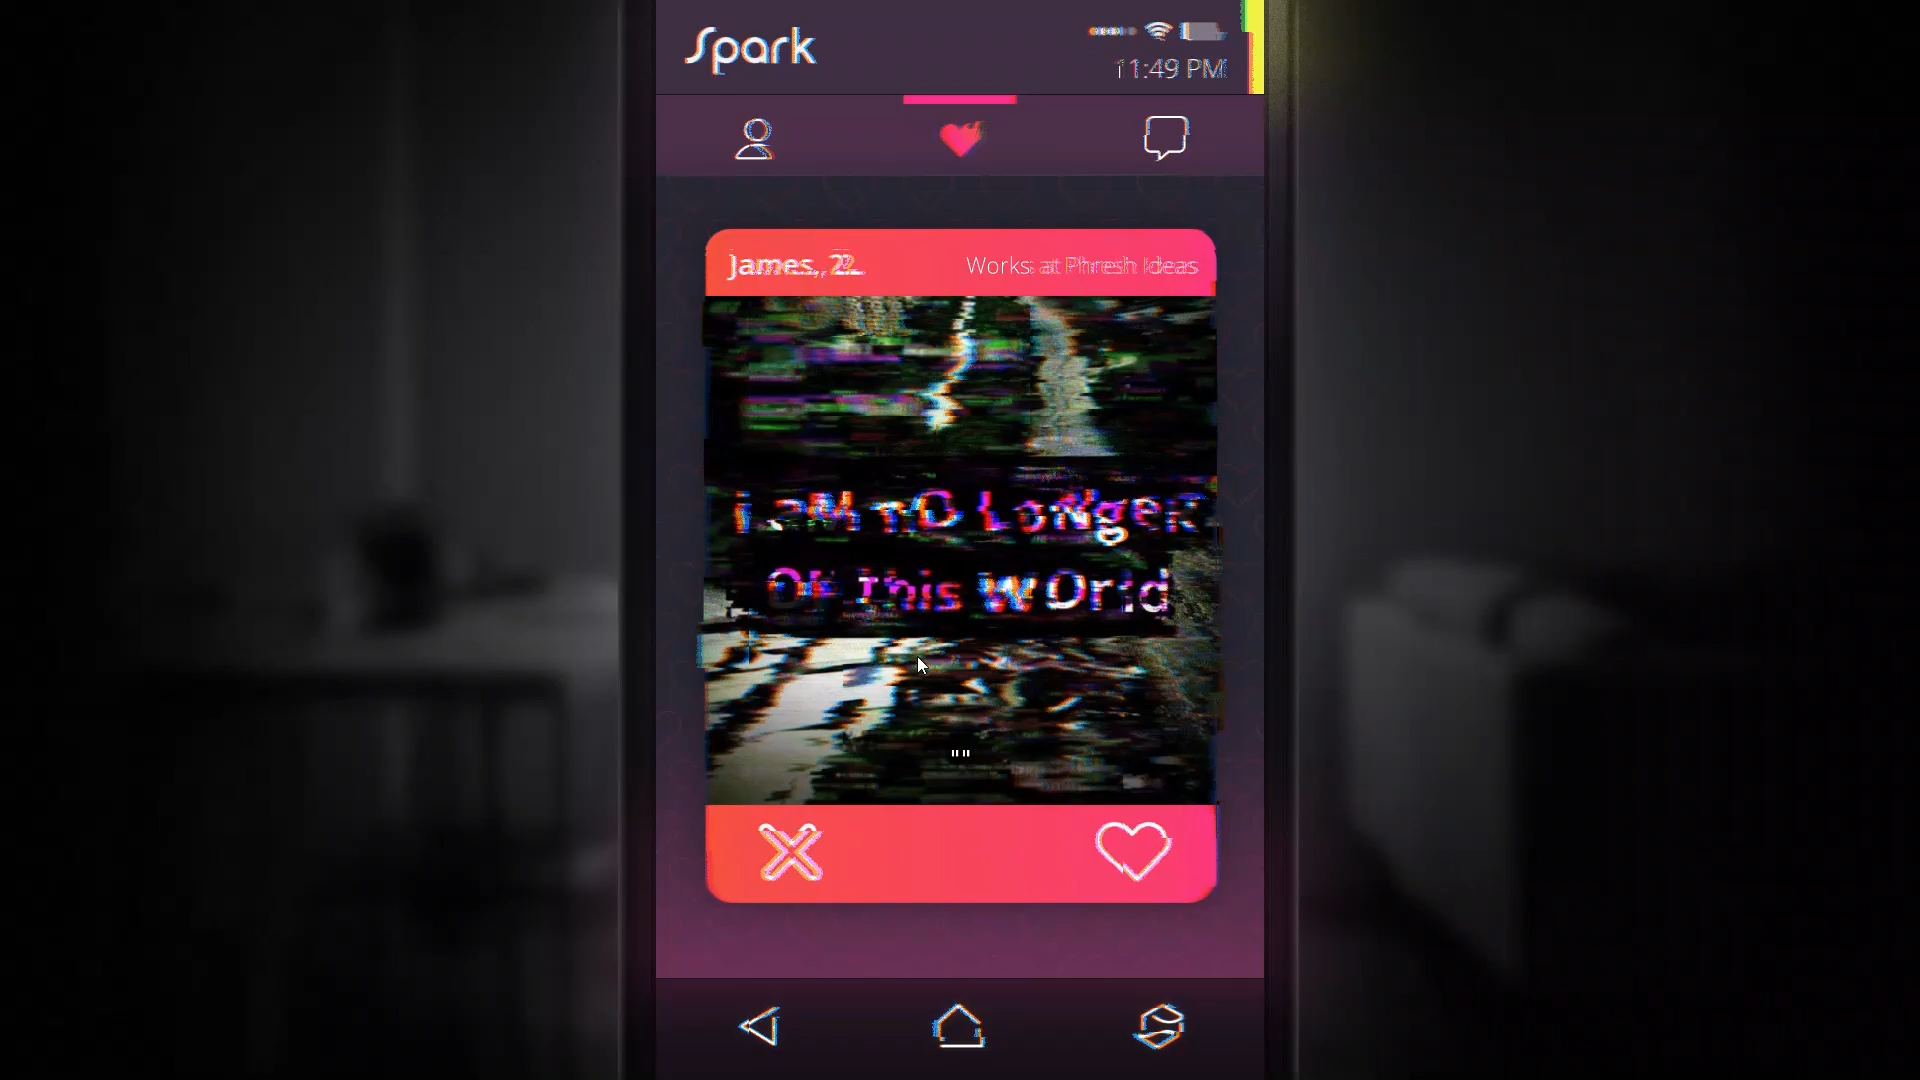 Spark
11:49 PM
James, 22
Works at Phresh Ideas
i aM nO LoNgeR
Of This WOrld
""